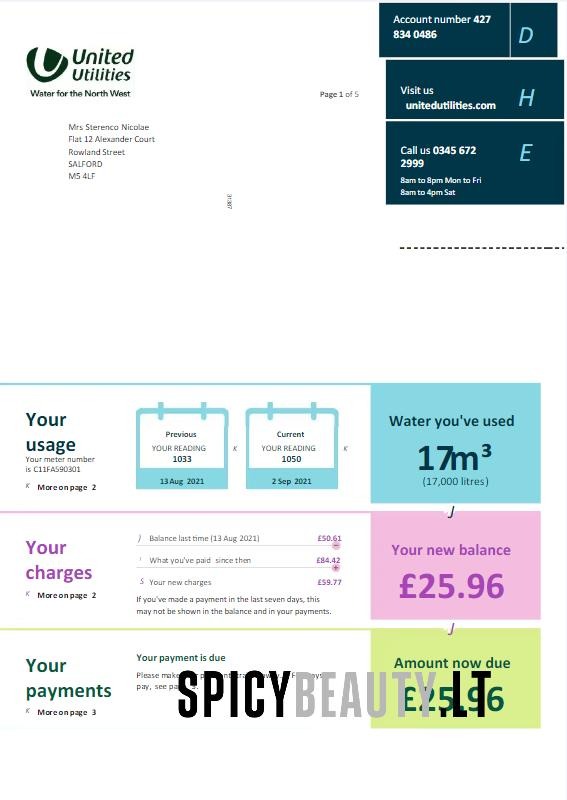 Account number 427
834 0486
D
United
Utilities
Water for the North West
Page 1 of 5
Visit us
unitedutilities.com
H
Mrs Sterenco Nicolae
Flat 12 Alexander Court
Rowland Street
SALFORD
M5 4LF
Call us 0345 672
2999
E
8am to 8pm Mon to Fri
8am to 4pm Sat
Your
usage
Your meter number
is C11FA590301
K More on page 2
Previous
YOUR READING
1033
13 Aug 2021
K
Current
YOUR READING
1050
2 Sep 2021
K
Water you've used
17m³
(17,000 litres)
J
Your
charges
K More on page 2
J Balance last time (13 Aug 2021) £50.61
What you've paid since then £84.42
S Your new charges £59.77
If you've made a payment in the last seven days, this
may not be shown in the balance and in your payments.
Your new balance
£25.96
J
Your
payments
K More on page 3
Your payment is due
Please make
pay, see
Amount now due
£25.96
SPICYBEAUTY.LT